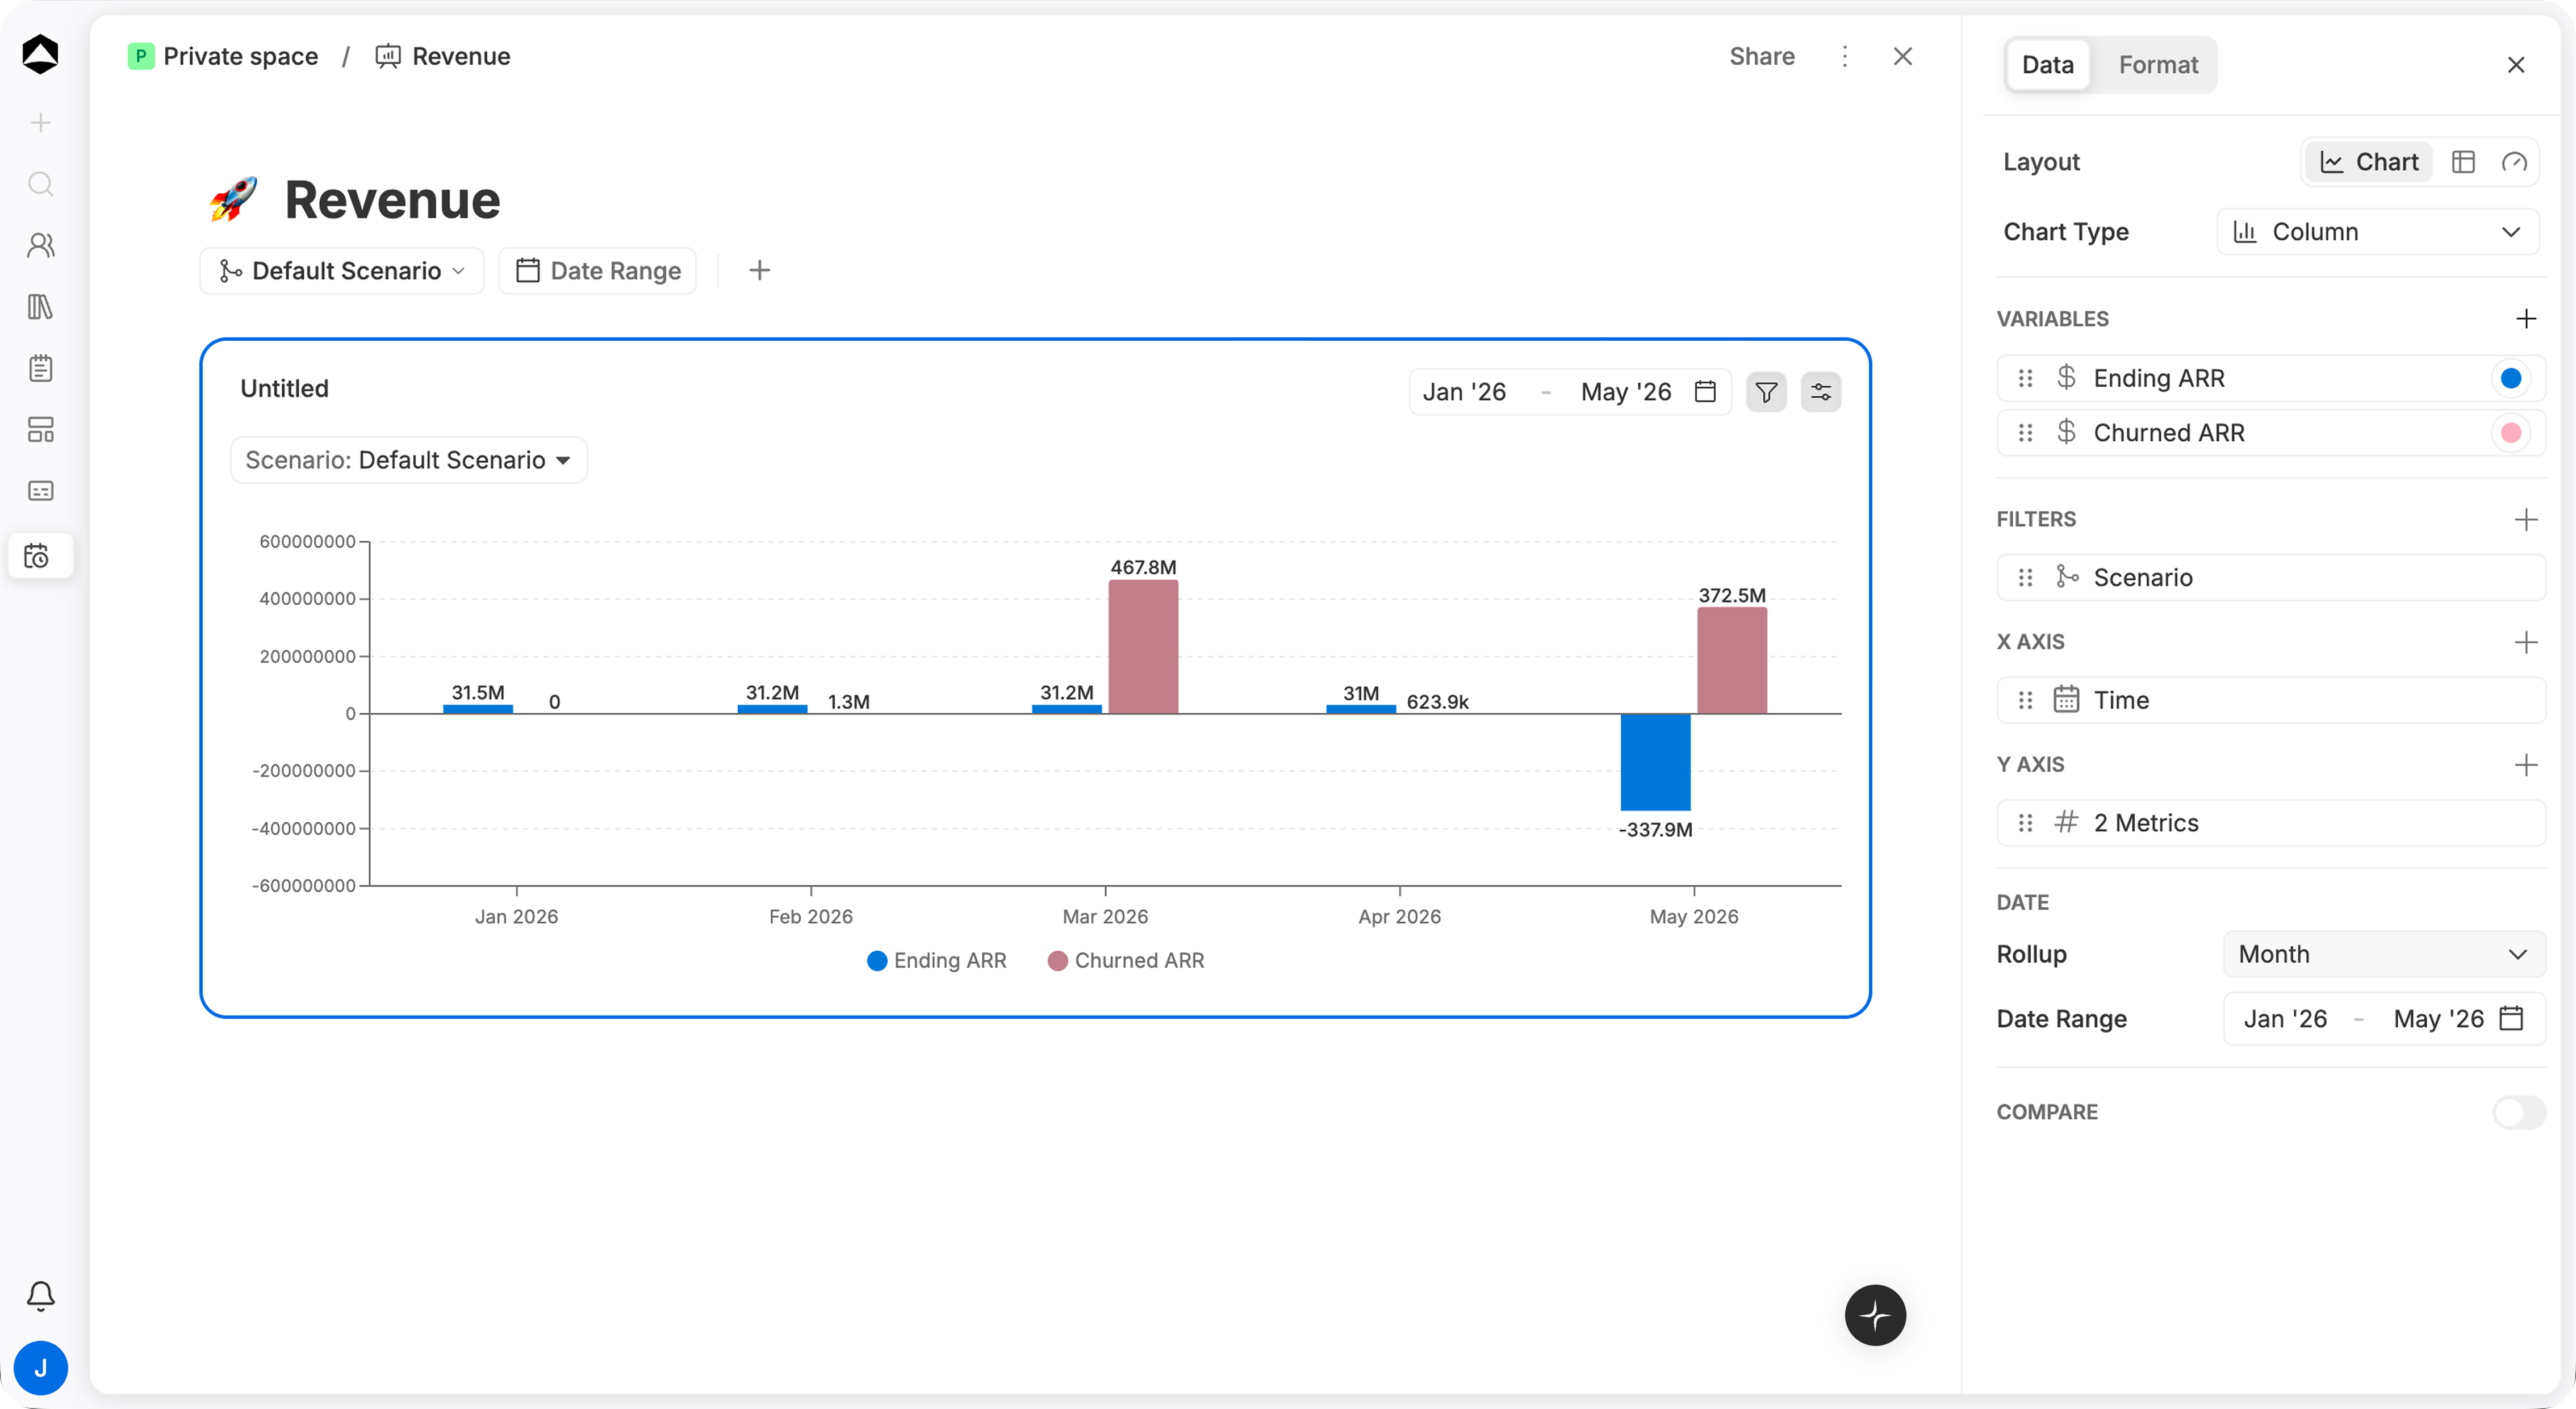 P Private space / Revenue
Share
Revenue
Default Scenario
Date Range
Untitled
Jan '26 - May '26
Scenario: Default Scenario
600000000
400000000
200000000
0
-200000000
-400000000
-600000000
31.5M
0
31.2M
1.3M
31.2M
467.8M
31M
623.9k
-337.9M
372.5M
Jan 2026
Feb 2026
Mar 2026
Apr 2026
May 2026
Ending ARR
Churned ARR
J
Data
Format
Layout
Chart
Chart Type
Column
VARIABLES
$ Ending ARR
$ Churned ARR
FILTERS
Scenario
X AXIS
Time
Y AXIS
# 2 Metrics
DATE
Rollup
Month
Date Range
Jan '26 - May '26
COMPARE